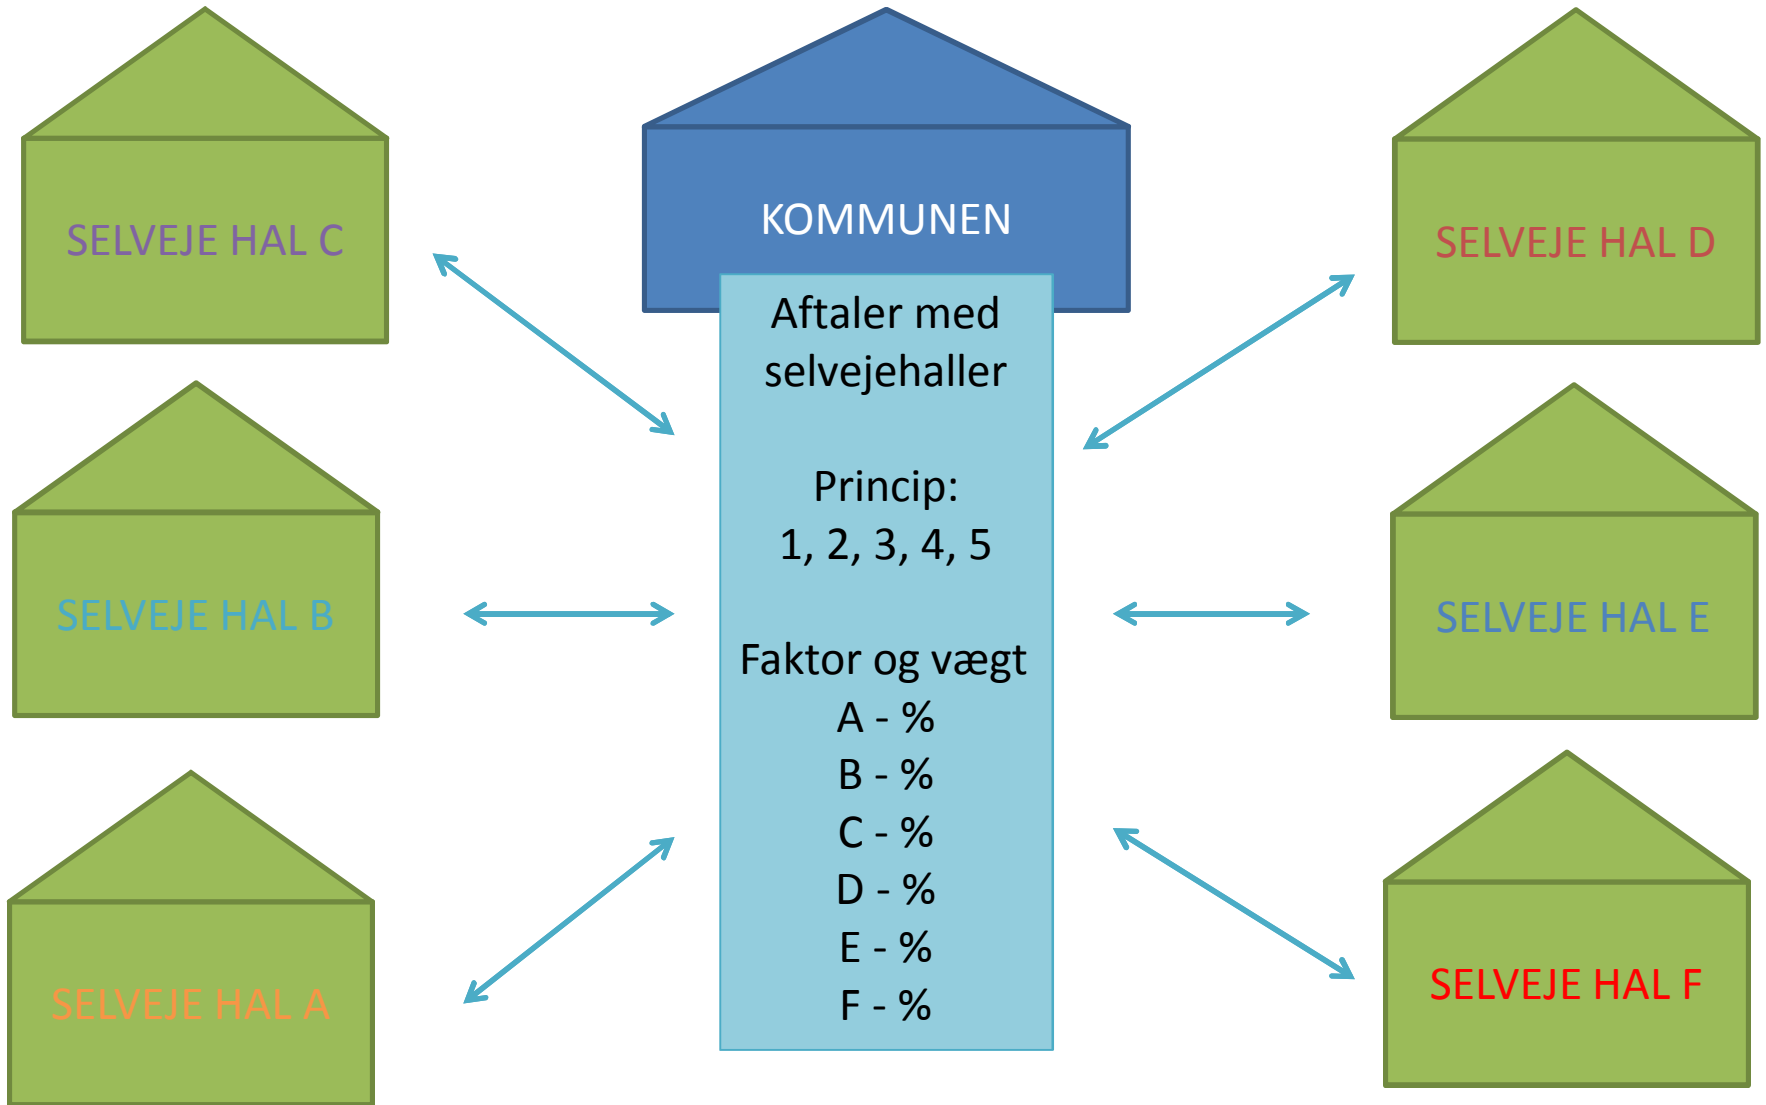 SELVEJE HAL C
KOMMUNEN
SELVEJE HAL D
Aftaler med
selvejehaller
Princip:
1, 2, 3, 4, 5
Faktor og vægt
A - %
B - %
C - %
D - %
E - %
F - %
SELVEJE HAL B
SELVEJE HAL E
SELVEJE HAL A
SELVEJE HAL F